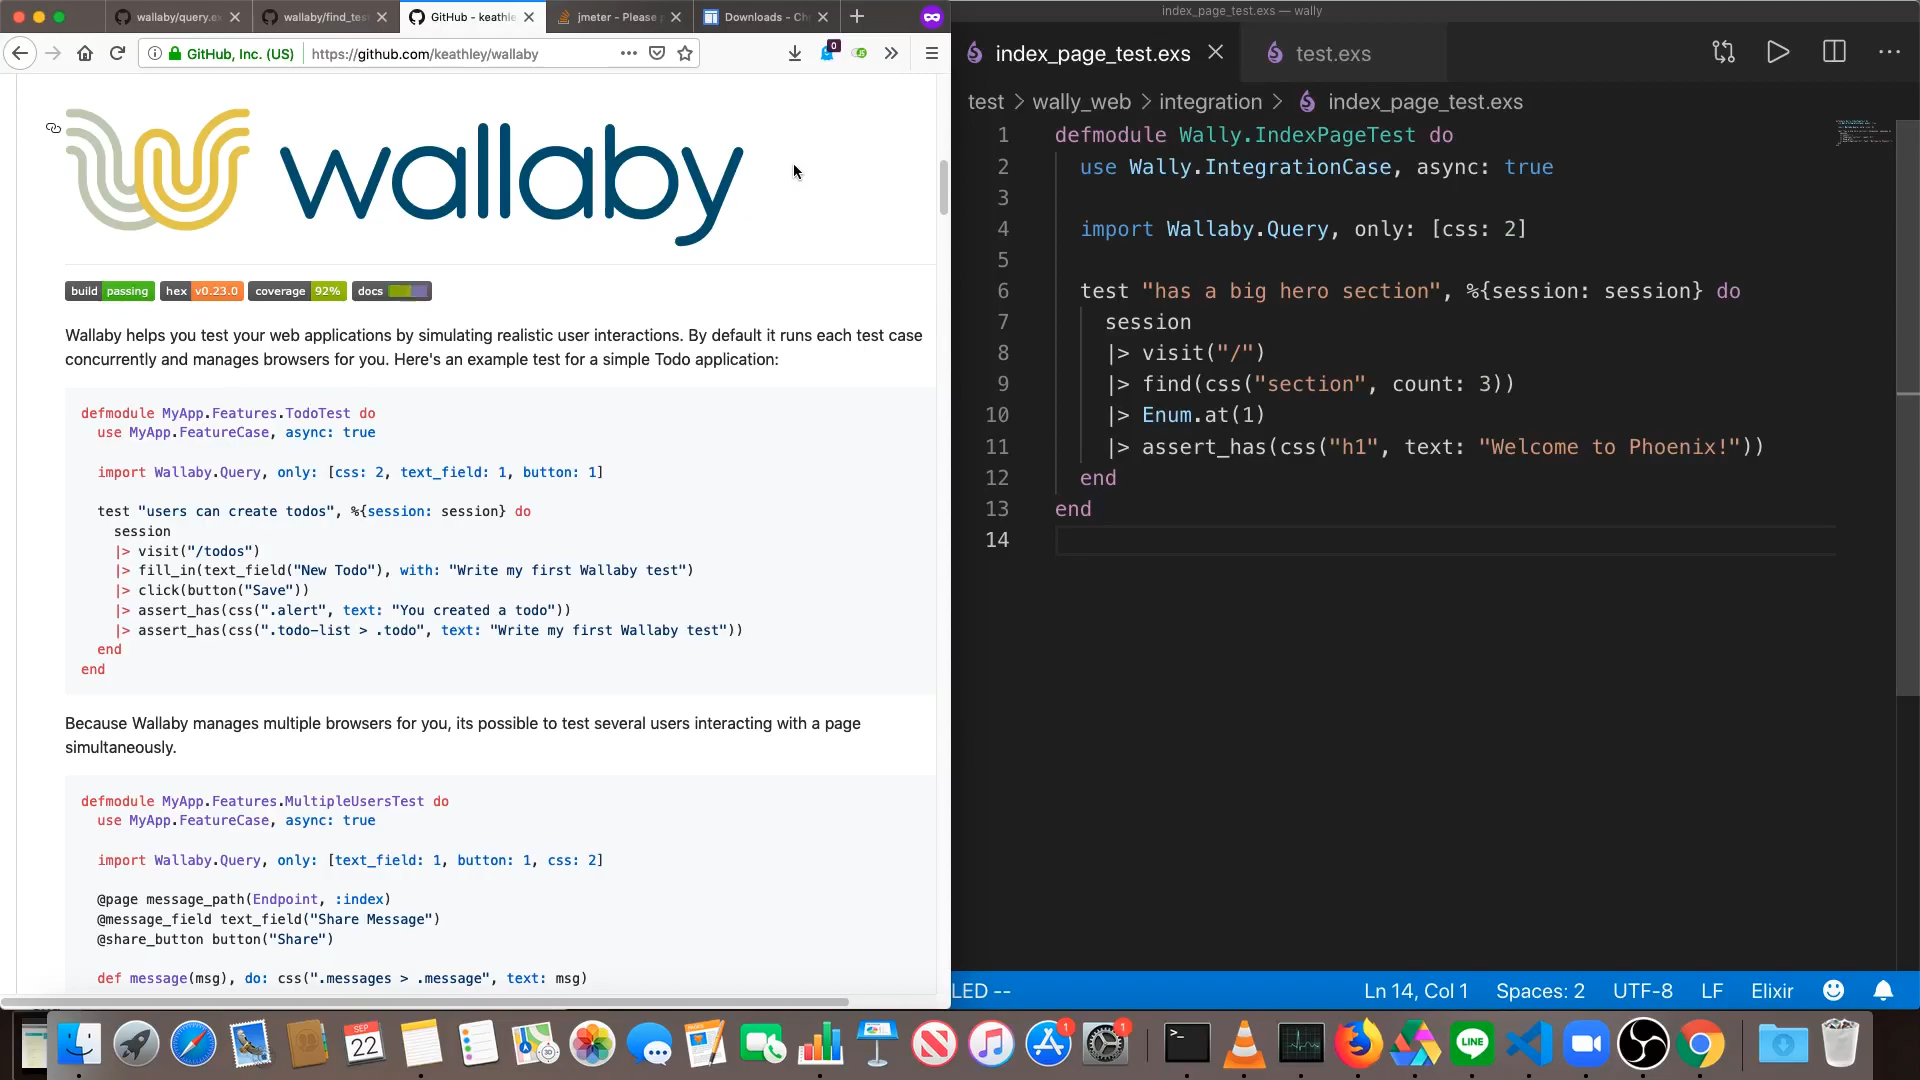 wallaby/query.ex
wallaby/find_tes
GitHub - keathle
jmeter - Please
Downloads - Ch
GitHub, Inc. (US)
https://github.com/keathley/wallaby
0
wallaby
build passing
hex v0.23.0
coverage 92%
docs
Wallaby helps you test your web applications by simulating realistic user interactions. By default it runs each test case
concurrently and manages browsers for you. Here's an example test for a simple Todo application:
defmodule MyApp.Features.TodoTest do
use MyApp.FeatureCase, async: true
import Wallaby.Query, only: [css: 2, text_field: 1, button: 1]
test "users can create todos", %{session: session} do
session
|> visit("/todos")
|> fill_in(text_field("New Todo"), with: "Write my first Wallaby test")
|> click(button("Save"))
|> assert_has(css(".alert", text: "You created a todo"))
|> assert_has(css(".todo-list > .todo", text: "Write my first Wallaby test"))
end
end
Because Wallaby manages multiple browsers for you, its possible to test several users interacting with a page
simultaneously.
defmodule MyApp.Features.MultipleUsersTest do
use MyApp.FeatureCase, async: true
import Wallaby.Query, only: [text_field: 1, button: 1, css: 2]
@page message_path(Endpoint, :index)
@message_field text_field("Share Message")
@share_button button("Share")
def message(msg), do: css(".messages > .message", text: msg)
index_page_test.exs — wally
index_page_test.exs
test.exs
test > wally_web > integration > index_page_test.exs
1 defmodule Wally.IndexPageTest do
2 use Wally.IntegrationCase, async: true
3
4 import Wallaby.Query, only: [css: 2]
5
6 test "has a big hero section", %{session: session} do
7 session
8 |> visit("/")
9 |> find(css("section", count: 3))
10 |> Enum.at(1)
11 |> assert_has(css("h1", text: "Welcome to Phoenix!"))
12 end
13 end
14
LED --
Ln 14, Col 1
Spaces: 2
UTF-8
LF
Elixir
SEP
22
PAGES
1
1
LINE